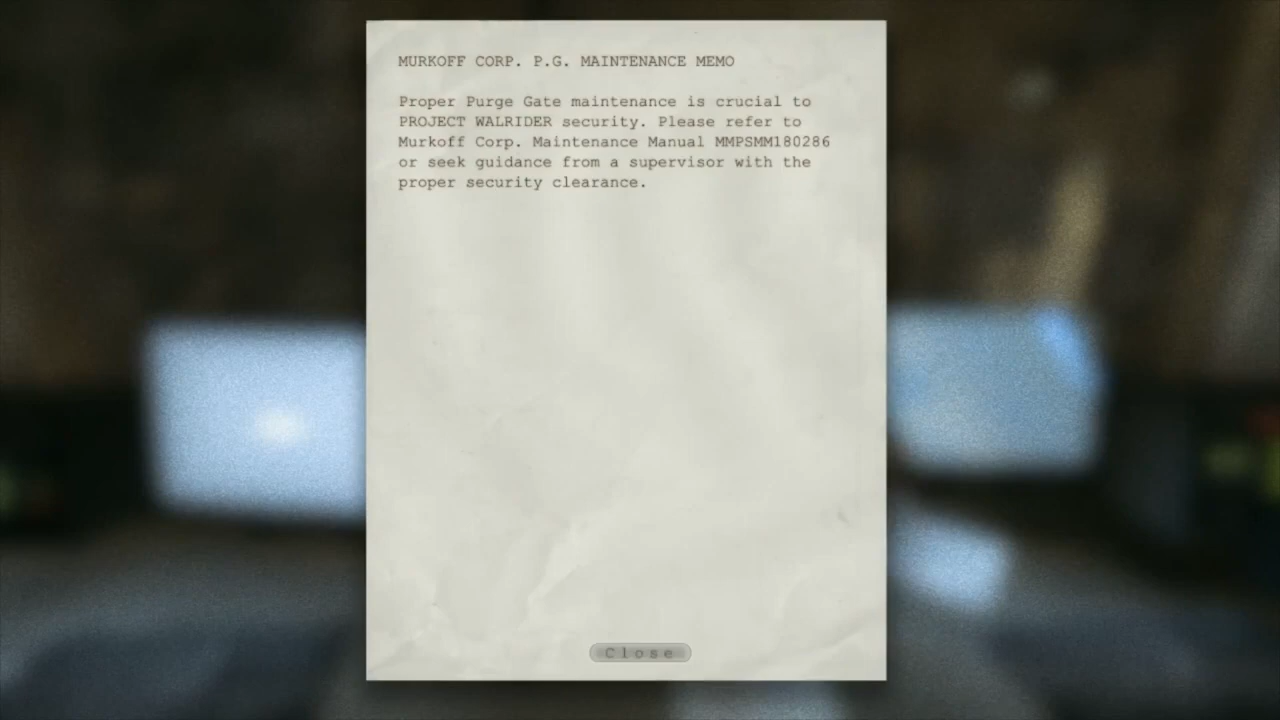 MURKOFF CORP. P.G. MAINTENANCE MEMO
Proper Purge Gate maintenance is crucial to
PROJECT WALRIDER security. Please refer to
Murkoff Corp. Maintenance Manual MMPSMM180286
or seek guidance from a supervisor with the
proper security clearance.
Close